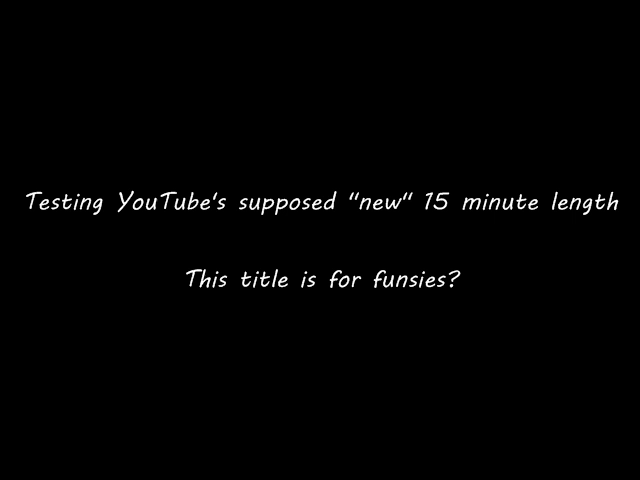 Testing YouTube's supposed "new" 15 minute length
This title is for funsies?